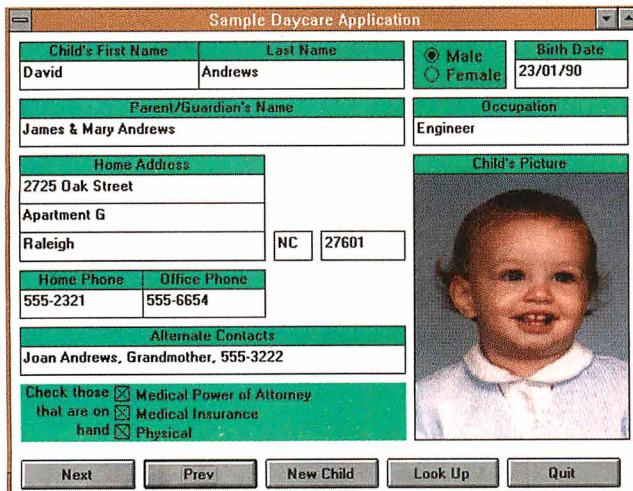 Sample Daycare Application
Child's First Name Last Name
David Andrews
Male
Female
Birth Date
23/01/90
Parent/Guardian's Name
James & Mary Andrews
Occupation
Engineer
Home Address
2725 Oak Street
Apartment G
Raleigh NC 27601
Child's Picture
Home Phone Office Phone
555-2321 555-6654
Alternate Contacts
Joan Andrews, Grandmother, 555-3222
Check those Medical Power of Attorney
that are on Medical Insurance
hand Physical
Next Prev New Child Look Up Quit